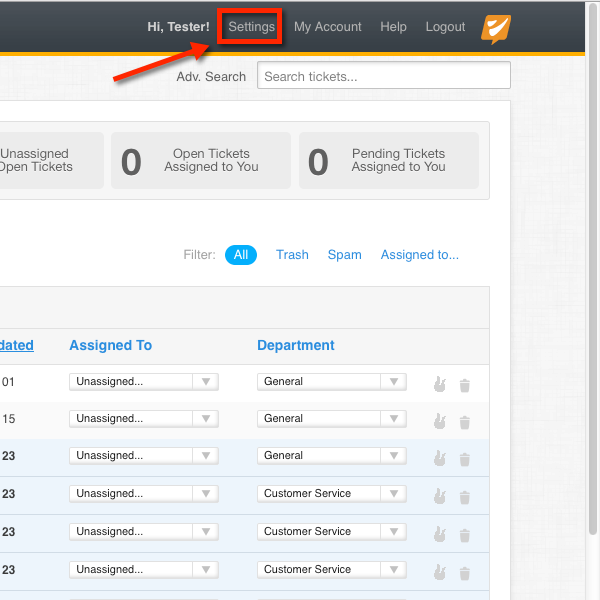 Hi, Tester! Settings My Account Help Logout
Adv. Search Search tickets...
Unassigned
Open Tickets
0 Open Tickets
Assigned to You
0 Pending Tickets
Assigned to You
Filter: All Trash Spam Assigned to...
dated Assigned To Department
01 Unassigned... General
15 Unassigned... General
23 Unassigned... General
23 Unassigned... Customer Service
23 Unassigned... Customer Service
23 Unassigned... Customer Service